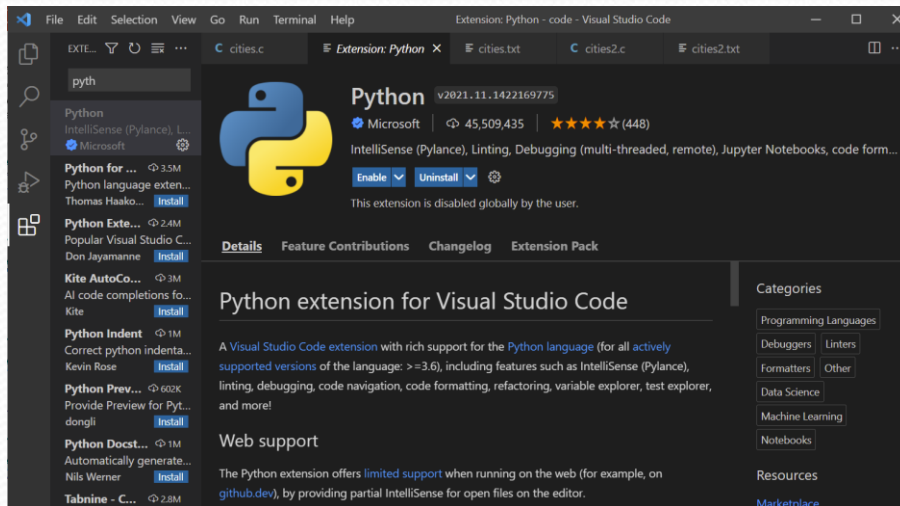 File Edit Selection View Go Run Terminal Help Extension: Python - code - Visual Studio Code
EXTE...
C cities.c
Extension: Python
cities.txt
C cities2.c
cities2.txt
pyth
Python
IntelliSense (Pylance), L...
Microsoft
Python for ... 3.5M
Python language exten...
Thomas Haako... Install
Python Exte... 2.4M
Popular Visual Studio C...
Don Jayamanne Install
Kite AutoCo... 3M
AI code completions fo...
Kite Install
Python Indent 1M
Correct python indenta...
Kevin Rose Install
Python Prev... 602K
Provide Preview for Pyt...
dongli Install
Python Docst... 1M
Automatically generate...
Nils Werner Install
Tabnine - C... 2.8M
Python v2021.11.1422169775
Microsoft 45,509,435 (448)
IntelliSense (Pylance), Linting, Debugging (multi-threaded, remote), Jupyter Notebooks, code form...
Enable Uninstall
This extension is disabled globally by the user.
Details Feature Contributions Changelog Extension Pack
Python extension for Visual Studio Code
A Visual Studio Code extension with rich support for the Python language (for all actively
supported versions of the language: >=3.6), including features such as IntelliSense (Pylance),
linting, debugging, code navigation, code formatting, refactoring, variable explorer, test explorer,
and more!
Web support
The Python extension offers limited support when running on the web (for example, on
github.dev), by providing partial IntelliSense for open files on the editor.
Categories
Programming Languages
Debuggers Linters
Formatters Other
Data Science
Machine Learning
Notebooks
Resources
Marketplace